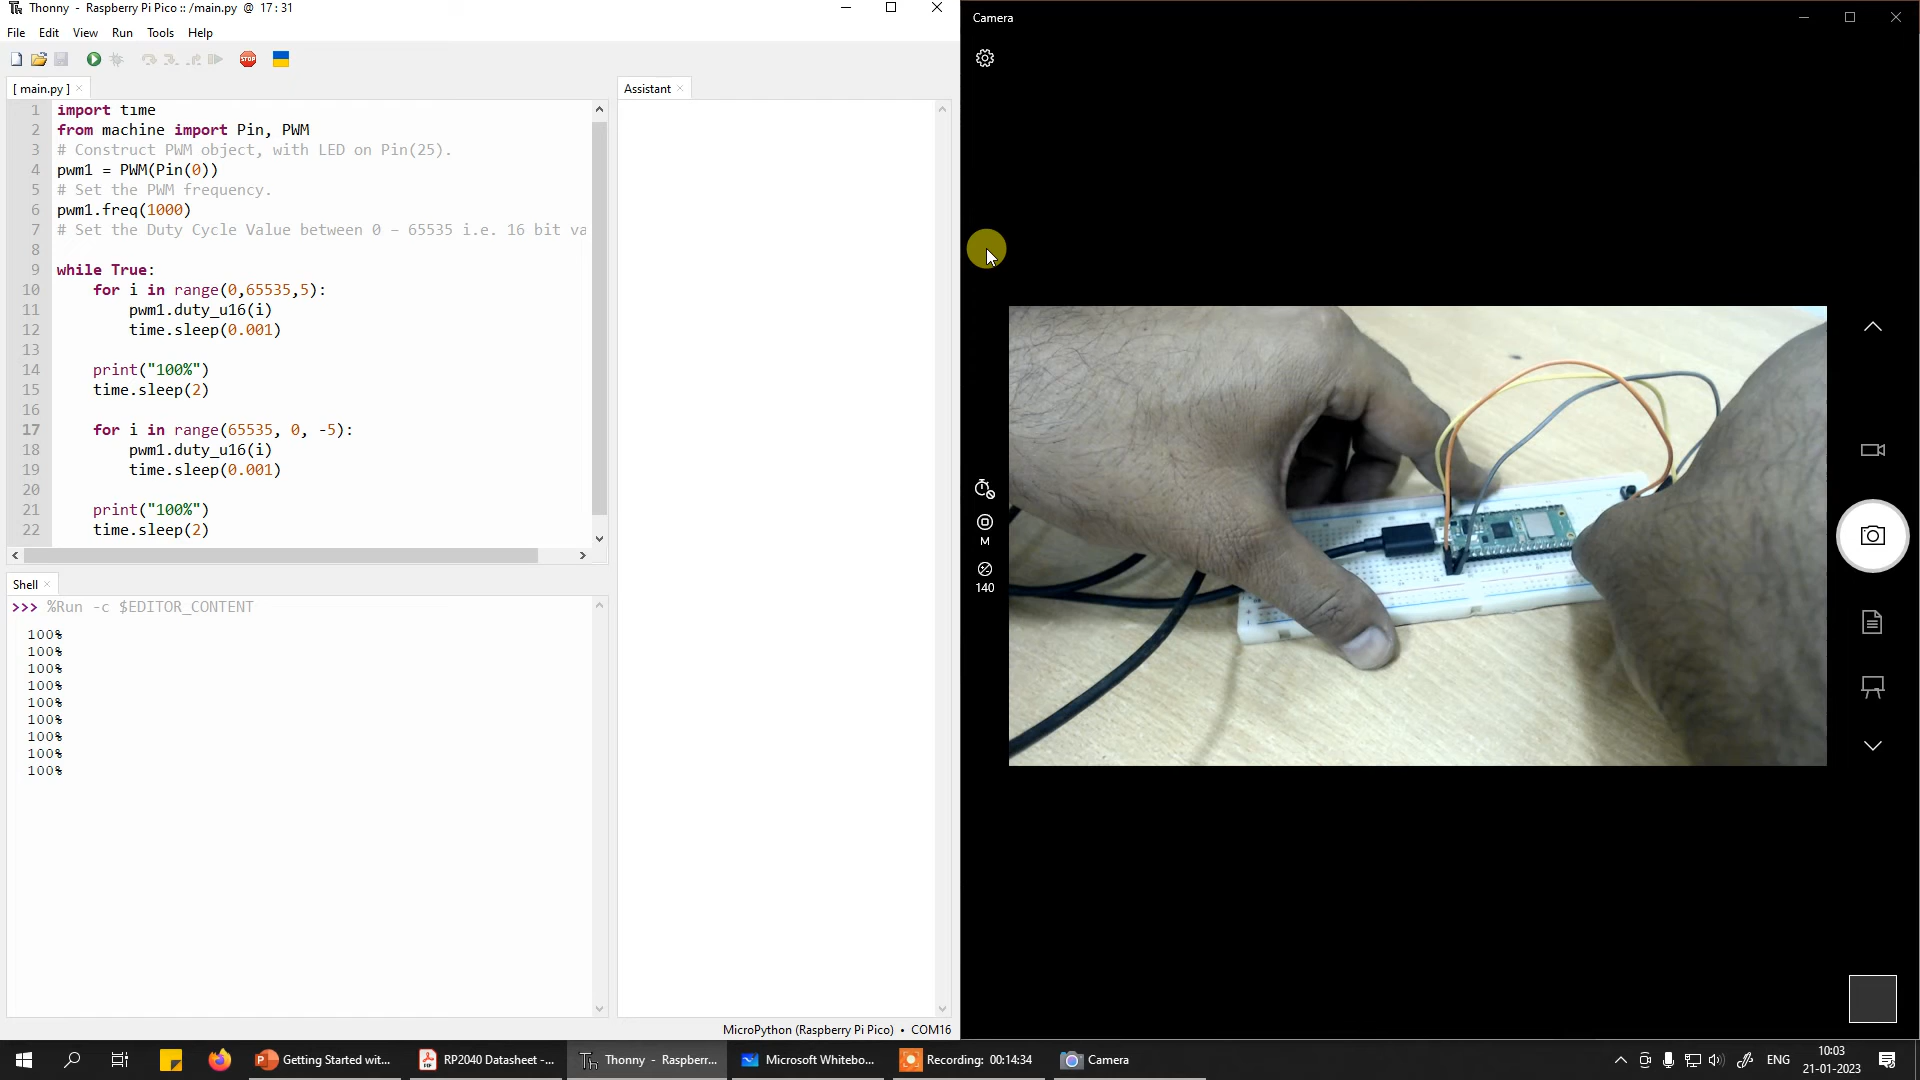 Thonny - Raspberry Pi Pico :: /main.py @ 17 : 31
File Edit View Run Tools Help
[ main.py ]
1 import time
2 from machine import Pin, PWM
3 # Construct PWM object, with LED on Pin(25).
4 pwm1 = PWM(Pin(0))
5 # Set the PWM frequency.
6 pwm1.freq(1000)
7 # Set the Duty Cycle Value between 0 – 65535 i.e. 16 bit va
8
9 while True:
10 for i in range(0,65535,5):
11 pwm1.duty_u16(i)
12 time.sleep(0.001)
13
14 print("100%")
15 time.sleep(2)
16
17 for i in range(65535, 0, -5):
18 pwm1.duty_u16(i)
19 time.sleep(0.001)
20
21 print("100%")
22 time.sleep(2)
Shell
>>> %Run -c $EDITOR_CONTENT
100%
100%
100%
100%
100%
100%
100%
100%
100%
Assistant
MicroPython (Raspberry Pi Pico) • COM16
Camera
M
140
STOP
Getting Started wit...
RP2040 Datasheet -...
Thonny - Raspberr...
Microsoft Whitebo...
Recording: 00:14:34
Camera
ENG
10:03
21-01-2023